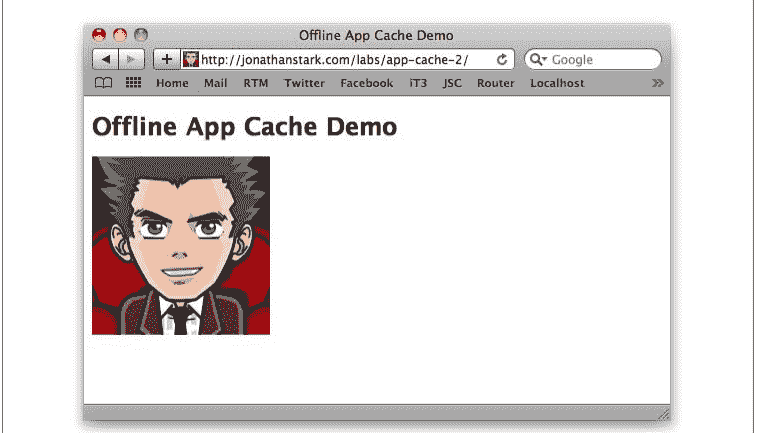 Offline App Cache Demo
http://jonathanstark.com/labs/app-cache-2/
Google
Home Mail RTM Twitter Facebook iT3 JSC Router Localhost
Offline App Cache Demo